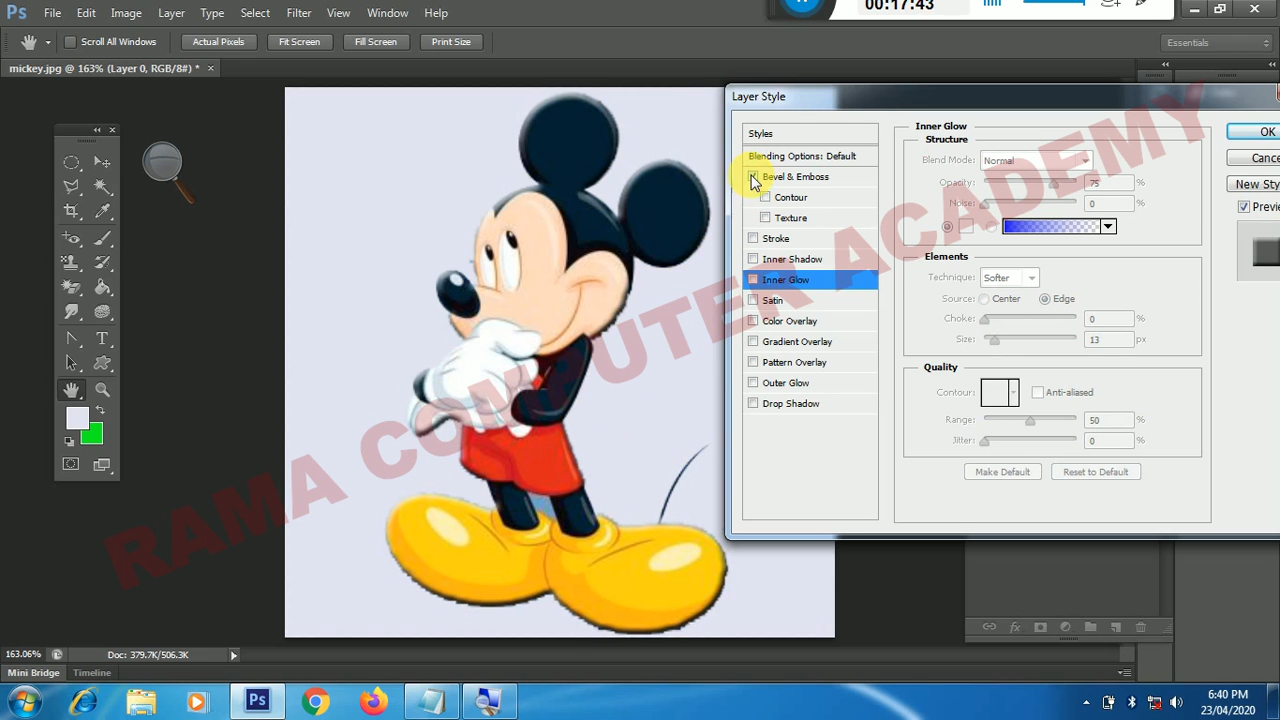 00:17:43
Ps File Edit Image Layer Type Select Filter View Window Help
Scroll All Windows Actual Pixels Fit Screen Fill Screen Print Size Essentials
mickey.jpg @ 163% (Layer 0, RGB/8#) *
Layer Style
Styles
Blending Options: Default
Bevel & Emboss
Contour
Texture
Stroke
Inner Shadow
Inner Glow
Satin
Color Overlay
Gradient Overlay
Pattern Overlay
Outer Glow
Drop Shadow
Inner Glow
Structure
Blend Mode: Normal
Opacity: 75 %
Noise: 0 %
Elements
Technique: Softer
Source: Center Edge
Choke: 0 %
Size: 13 px
Quality
Contour: Anti-aliased
Range: 50 %
Jitter: 0 %
Make Default Reset to Default
OK
Cance
New Sty
Previe
RAMA COMPUTER ACADEMY
fx
163.06% Doc: 379.7K/506.3K
Mini Bridge Timeline
Ps
6:40 PM
23/04/2020